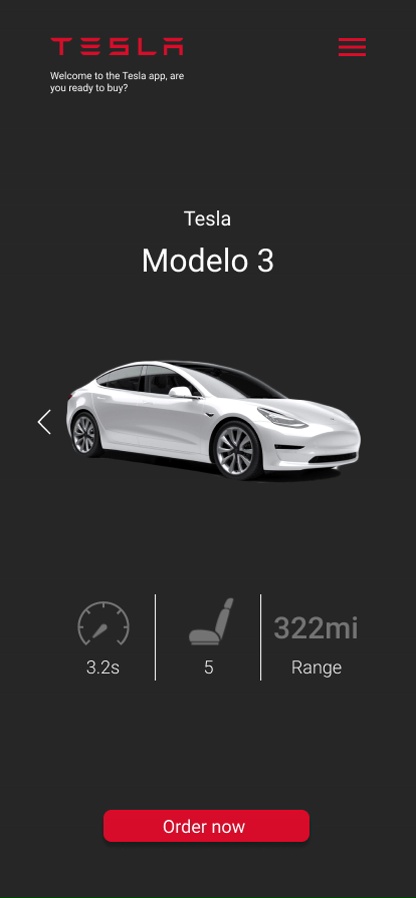 TESLA
Welcome to the Tesla app, are
you ready to buy?
Tesla
Modelo 3
322mi
3.2s
5
Range
Order now